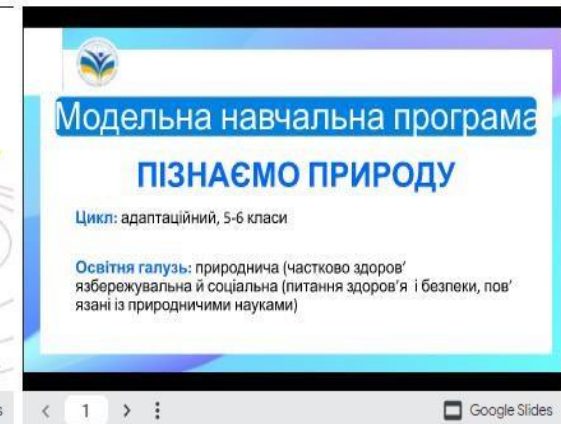 Модельна навчальна програма
ПІЗНАЄМО ПРИРОДУ
Цикл: адаптаційний, 5-6 класи
Освітня галузь: природнича (частково здоров’
язбережувальна й соціальна (питання здоров’я і безпеки, пов’
язані із природничими науками)
s < 1 > ⋮ Google Slides